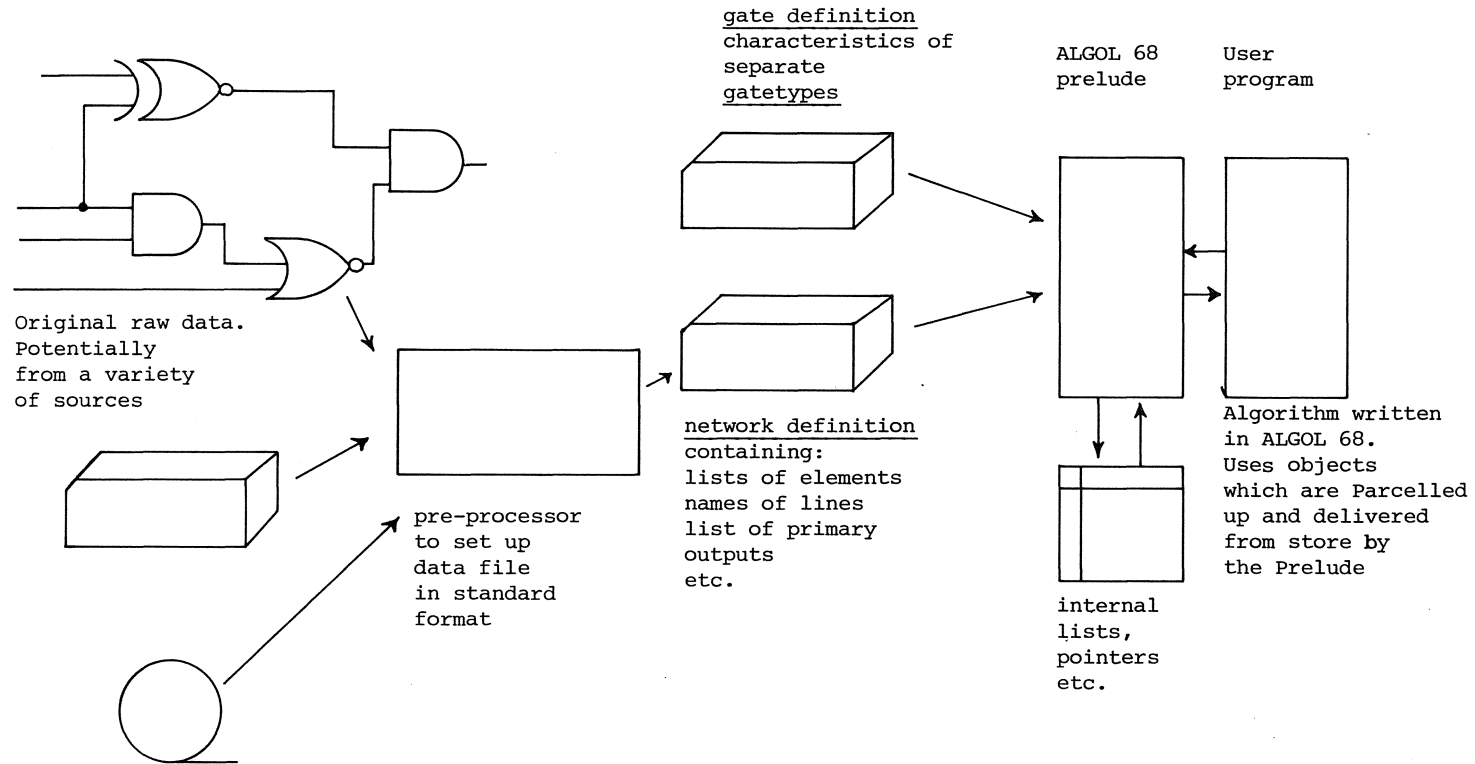 gate definition
characteristics of
separate
gatetypes
ALGOL 68
prelude
User
program
Original raw data.
Potentially
from a variety
of sources
pre-processor
to set up
data file
in standard
format
network definition
containing:
lists of elements
names of lines
list of primary
outputs
etc.
internal
lists,
pointers
etc.
Algorithm written
in ALGOL 68.
Uses objects
which are Parcelled
up and delivered
from store by
the Prelude